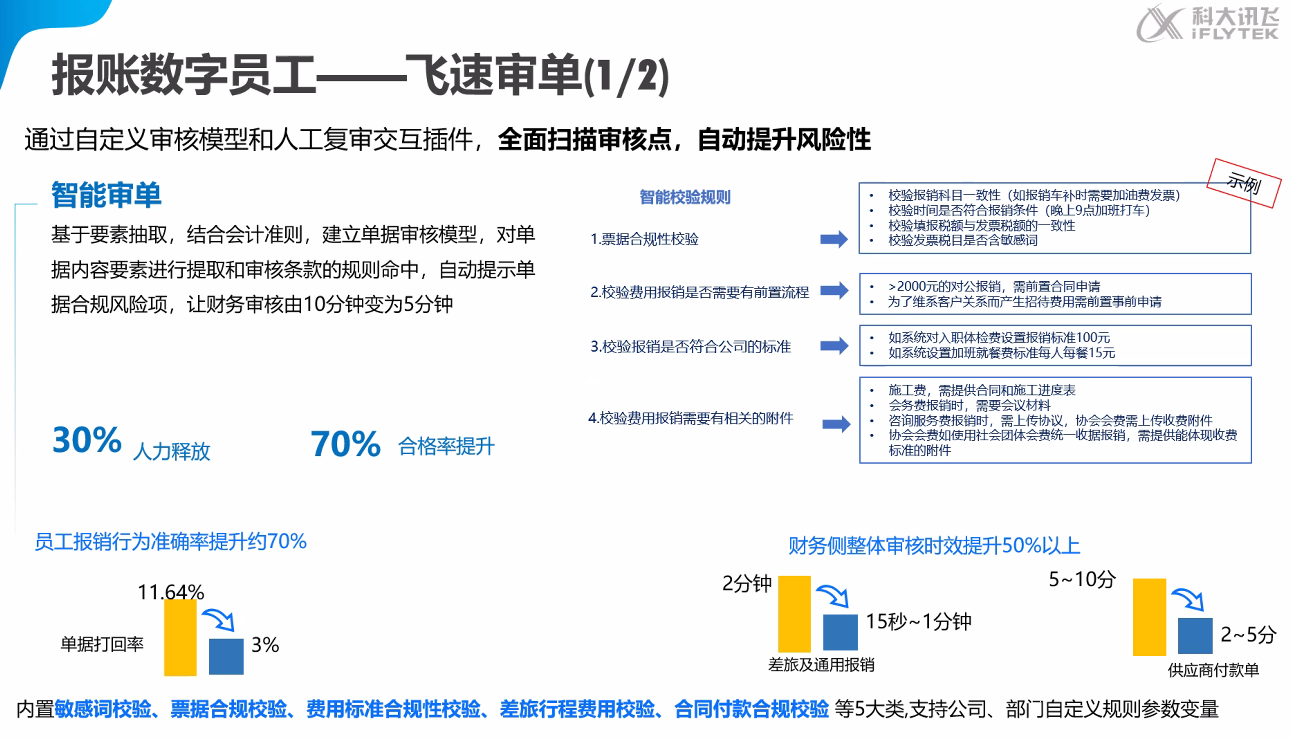 科大讯飞
iFLYTEK
报账数字员工——飞速审单(1/2)
通过自定义审核模型和人工复审交互插件，全面扫描审核点，自动提升风险性
智能审单
基于要素抽取，结合会计准则，建立单据审核模型，对单
据内容要素进行提取和审核条款的规则命中，自动提示单
据合规风险项，让财务审核由10分钟变为5分钟
30% 人力释放
70% 合格率提升
智能校验规则
示例
1.票据合规性校验
• 校验报销科目一致性（如报销车补时需要加油费发票）
• 校验时间是否符合报销条件（晚上9点加班打车）
• 校验填报税额与发票税额的一致性
• 校验发票税目是否含敏感词
2.校验费用报销是否需要有前置流程
• >2000元的对公报销，需前置合同申请
• 为了维系客户关系而产生招待费用需前置事前申请
3.校验报销是否符合公司的标准
• 如系统对入职体检费设置报销标准100元
• 如系统设置加班就餐费标准每人每餐15元
4.校验费用报销需要有相关的附件
• 施工费，需提供合同和施工进度表
• 会务费报销时，需要会议材料
• 咨询服务费报销时，需上传协议，协会会费需上传收费附件
• 协会会费如使用社会团体会费统一收据报销，需提供能体现收费
标准的附件
员工报销行为准确率提升约70%
11.64%
单据打回率
3%
财务侧整体审核时效提升50%以上
2分钟
15秒~1分钟
差旅及通用报销
5~10分
2~5分
供应商付款单
内置敏感词校验、票据合规校验、费用标准合规性校验、差旅行程费用校验、合同付款合规校验 等5大类,支持公司、部门自定义规则参数变量